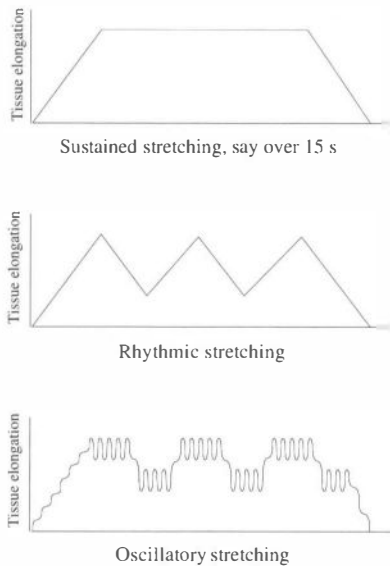 Tissue elongation
Sustained stretching, say over 15 s
Tissue elongation
Rhythmic stretching
Tissue elongation
Oscillatory stretching